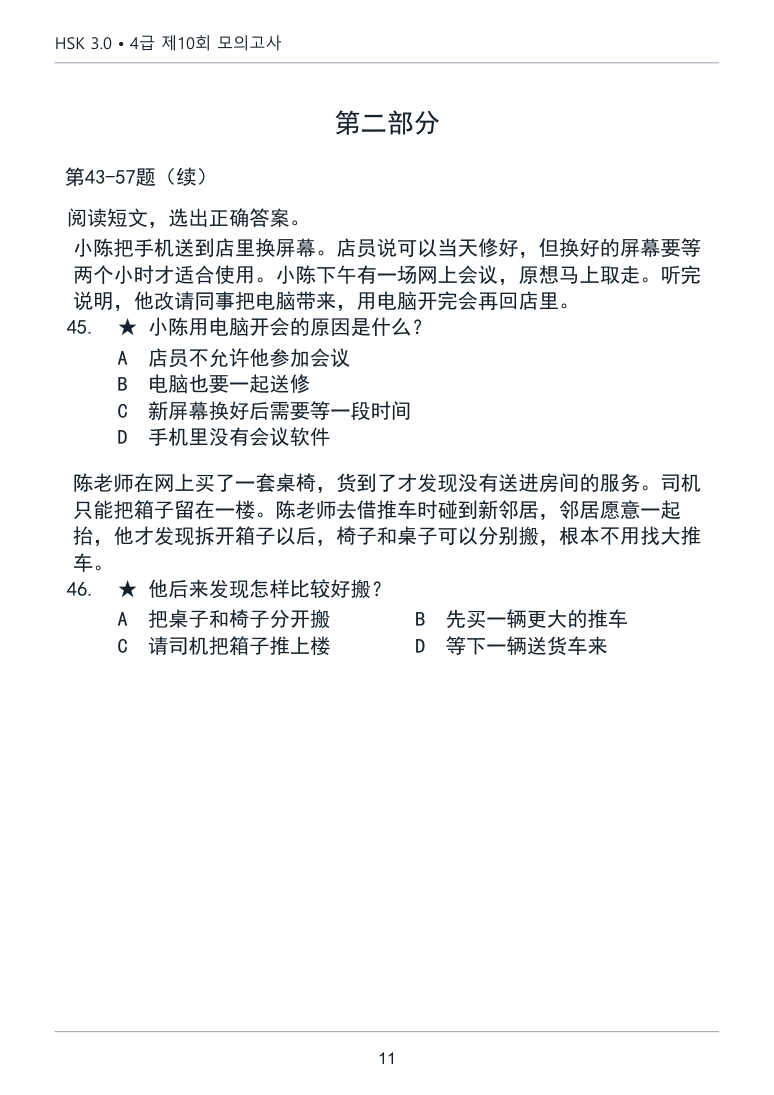 HSK 3.0 • 4급 제10회 모의고사
第二部分
第43-57题（续）
阅读短文，选出正确答案。
小陈把手机送到店里换屏幕。店员说可以当天修好，但换好的屏幕要等
两个小时才适合使用。小陈下午有一场网上会议，原想马上取走。听完
说明，他改请同事把电脑带来，用电脑开完会再回店里。
45. ★ 小陈用电脑开会的原因是什么？
A 店员不允许他参加会议
B 电脑也要一起送修
C 新屏幕换好后需要等一段时间
D 手机里没有会议软件
陈老师在网上买了一套桌椅，货到了才发现没有送进房间的服务。司机
只能把箱子留在一楼。陈老师去借推车时碰到新邻居，邻居愿意一起
抬，他才发现拆开箱子以后，椅子和桌子可以分别搬，根本不用找大推
车。
46. ★ 他后来发现怎样比较好搬？
A 把桌子和椅子分开搬 B 先买一辆更大的推车
C 请司机把箱子推上楼 D 等下一辆送货车来
11